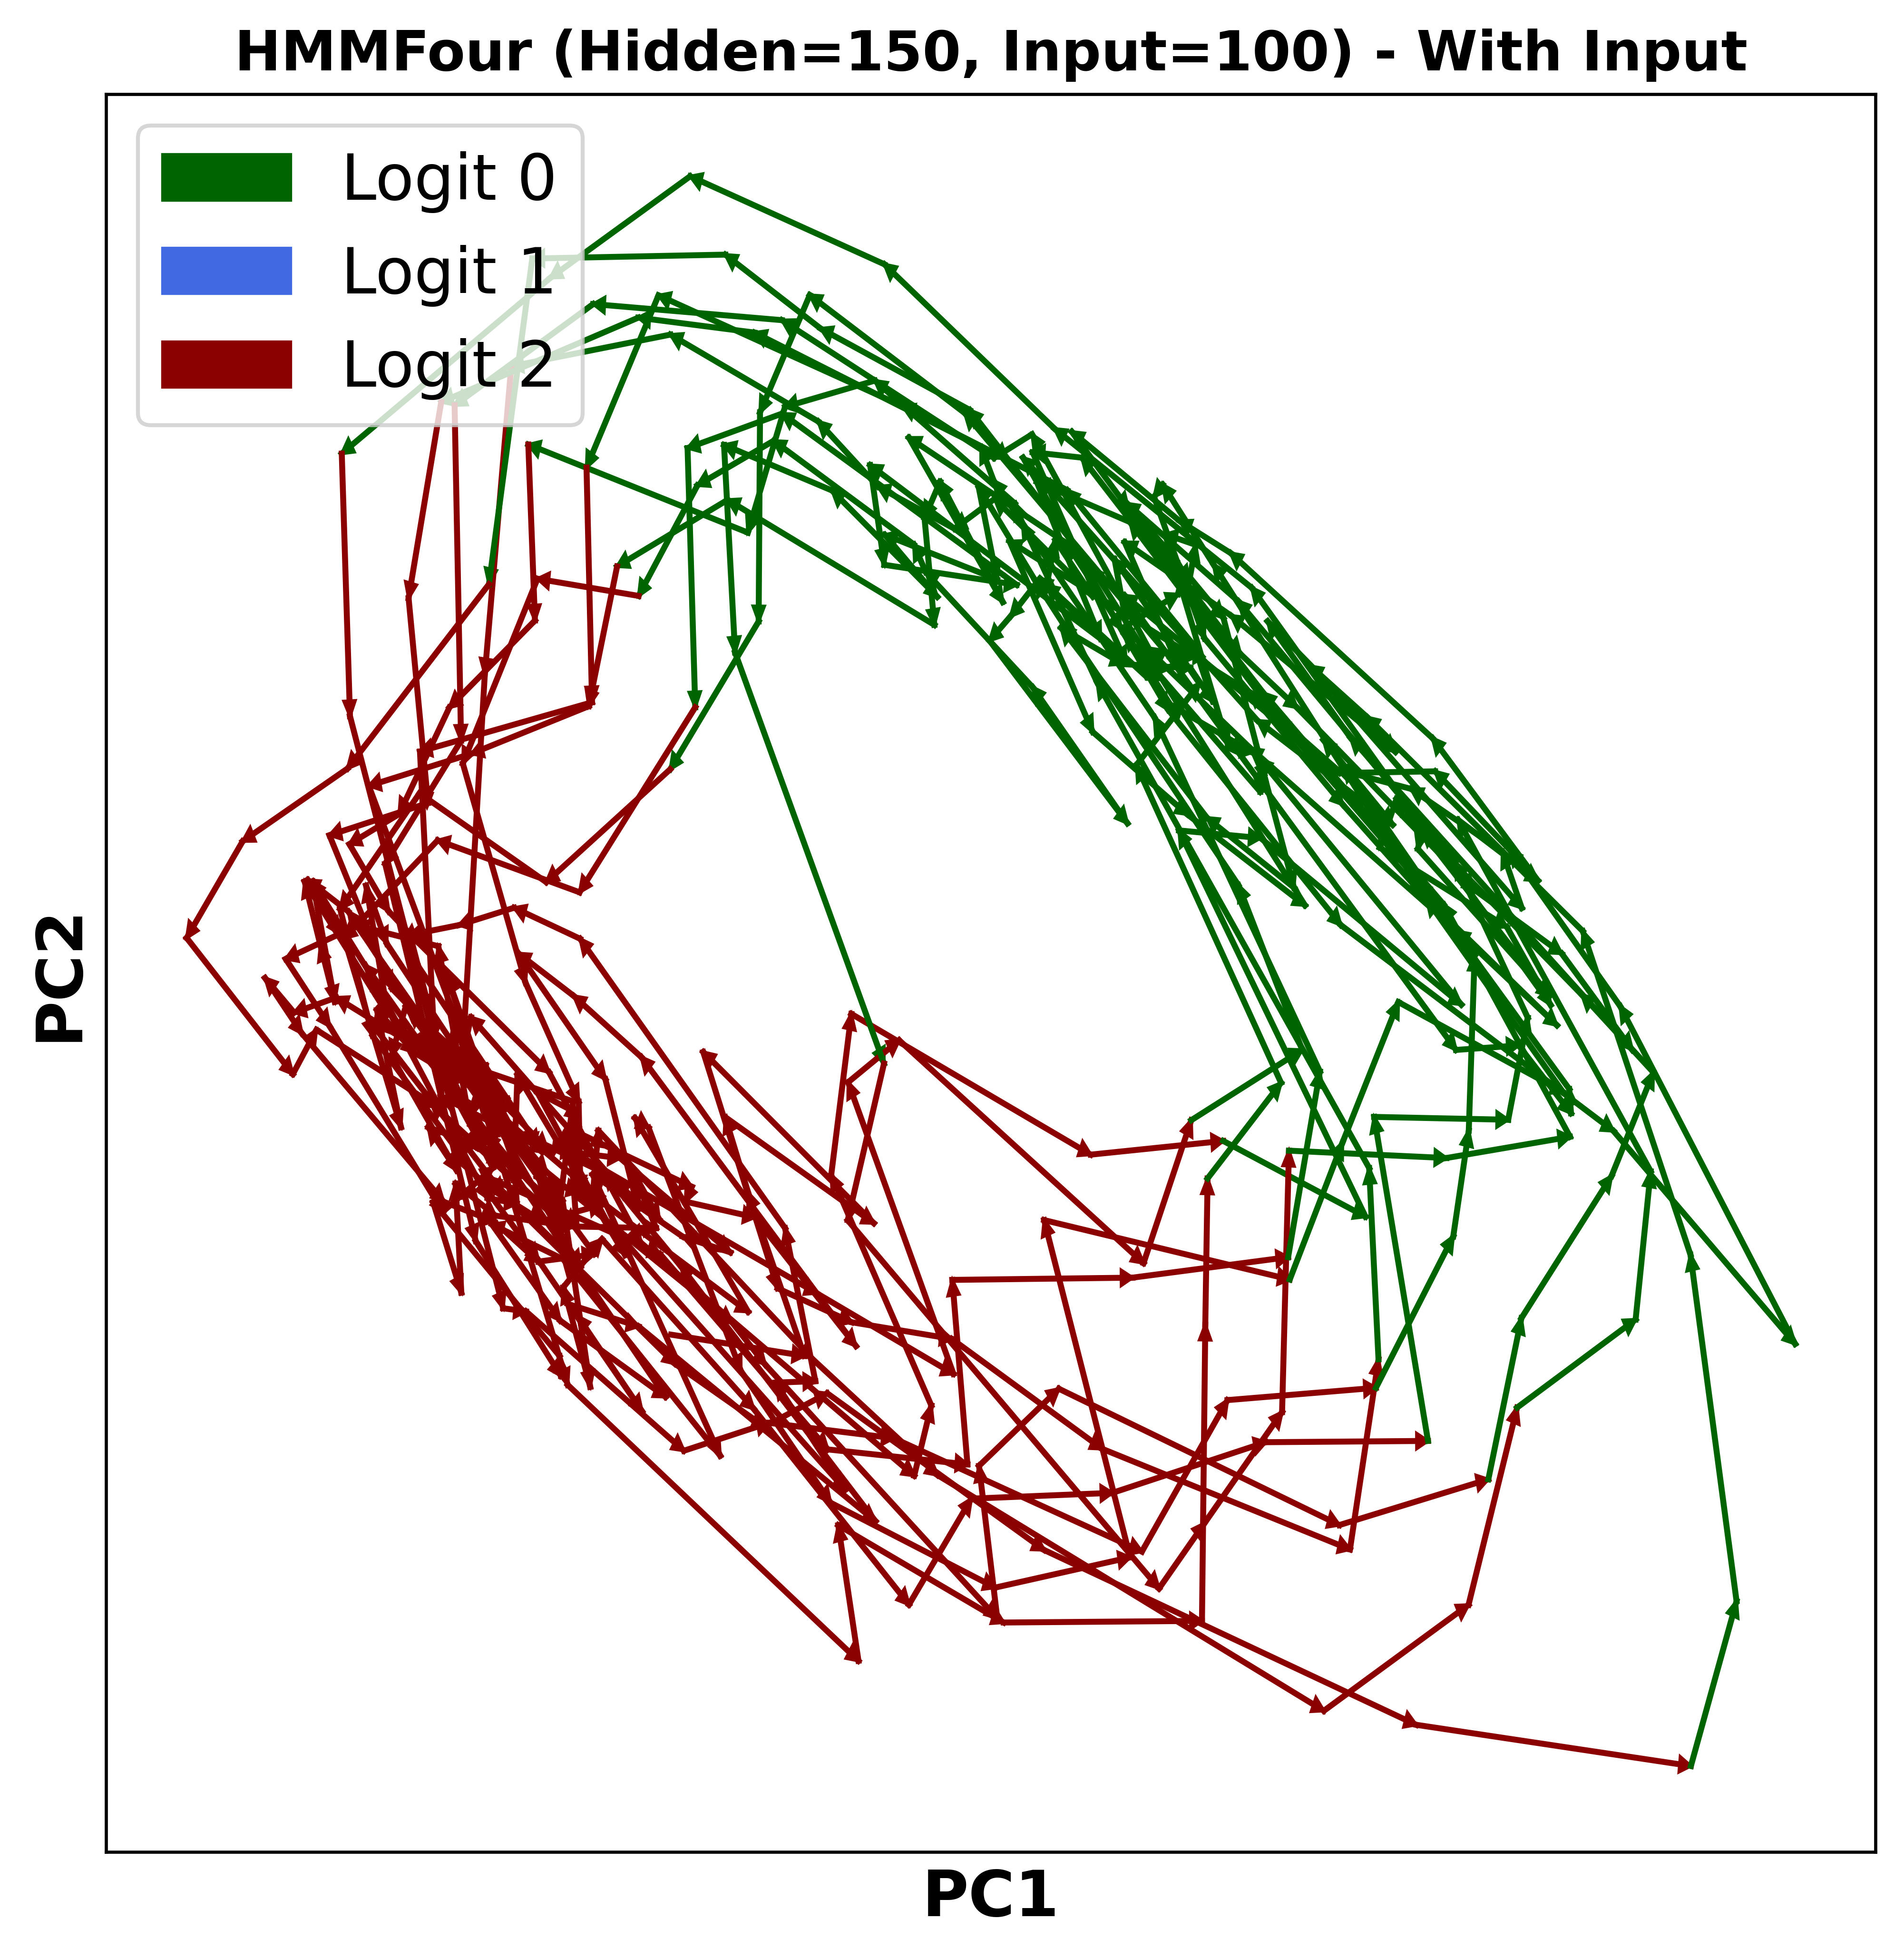 HMMFour (Hidden=150, Input=100) - With Input
Logit 0
Logit 1
Logit 2
PC2
PC1